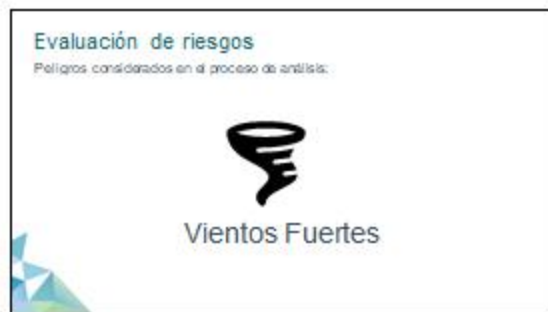 Evaluación de riesgos
Peligros considerados en el proceso de análisis:
Vientos Fuertes